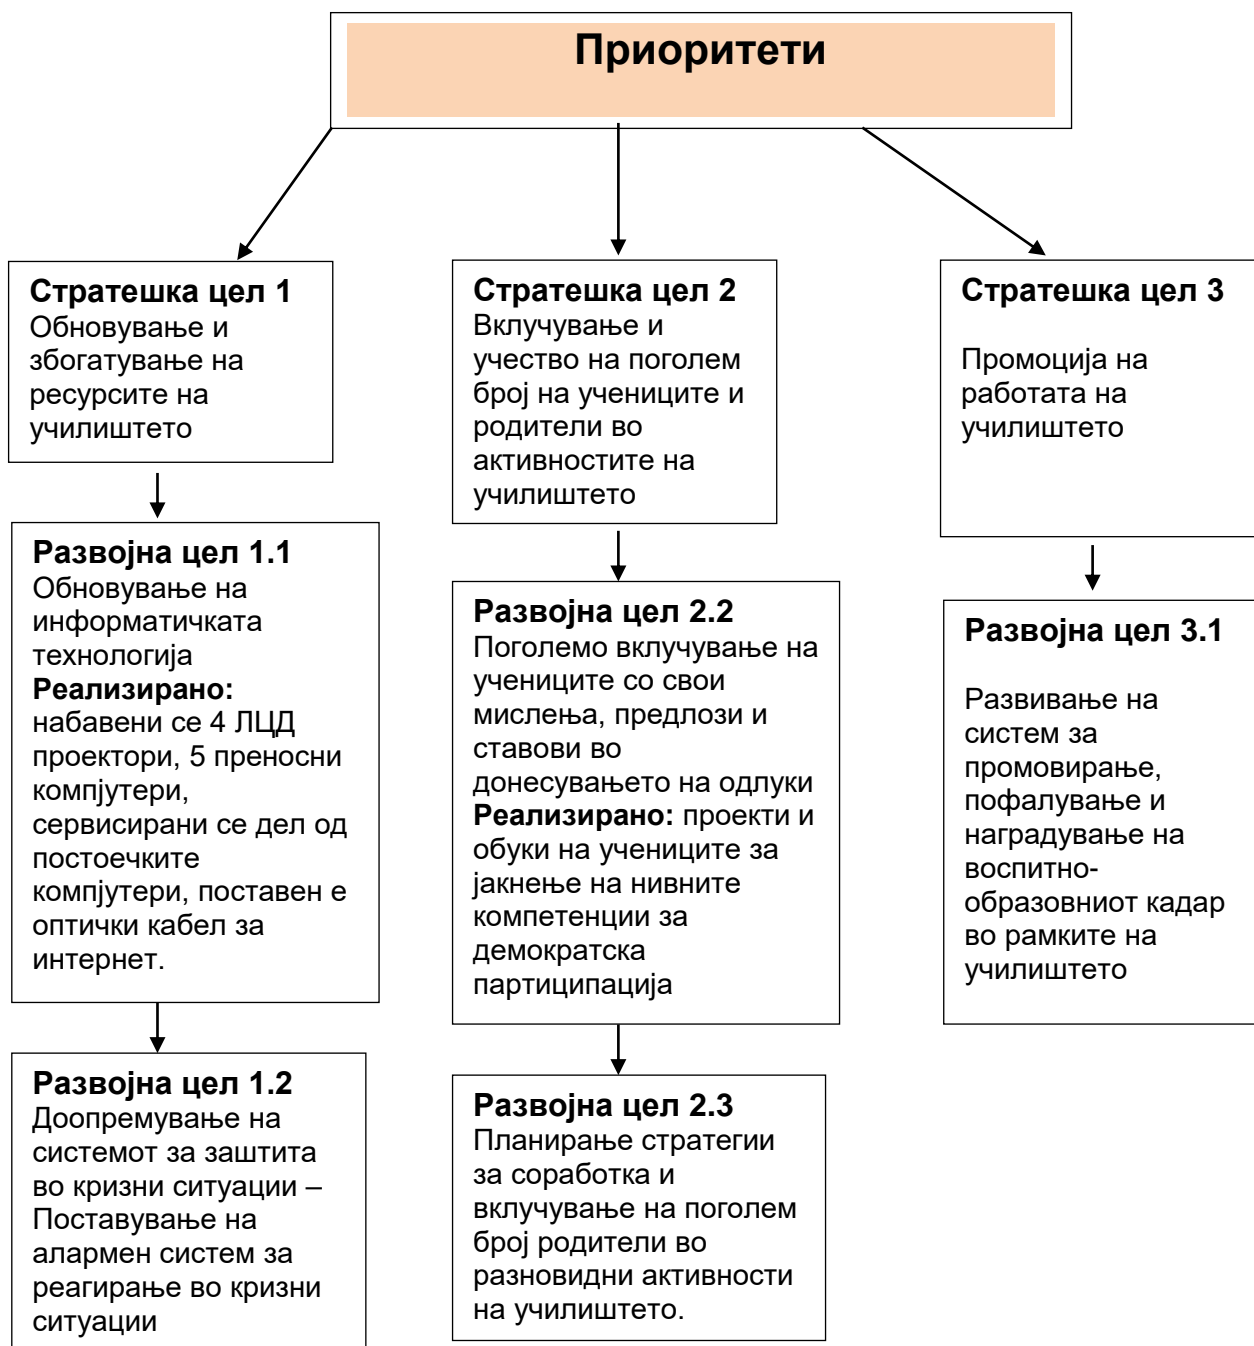 Приоритети
Стратешка цел 1
Обновување и
збогатување на
ресурсите на
училиштето
Стратешка цел 2
Вклучување и
учество на поголем
број на учениците и
родители во
активностите на
училиштето
Стратешка цел 3
Промоција на
работата на
училиштето
Развојна цел 1.1
Обновување на
информатичката
технологија
Реализирано:
набавени се 4 ЛЦД
проектори, 5 преносни
компјутери,
сервисирани се дел од
постоечките
компјутери, поставен е
оптички кабел за
интернет.
Развојна цел 2.2
Поголемо вклучување на
учениците со свои
мислења, предлози и
ставови во
донесувањето на одлуки
Реализирано: проекти и
обуки на учениците за
јакнење на нивните
компетенции за
демократска
партиципација
Развојна цел 3.1
Развивање на
систем за
промовирање,
пофалување и
наградување на
воспитно-
образовниот кадар
во рамките на
училиштето
Развојна цел 1.2
Доопремување на
системот за заштита
во кризни ситуации –
Поставување на
алармен систем за
реагирање во кризни
ситуации
Развојна цел 2.3
Планирање стратегии
за соработка и
вклучување на поголем
број родители во
разновидни активности
на училиштето.